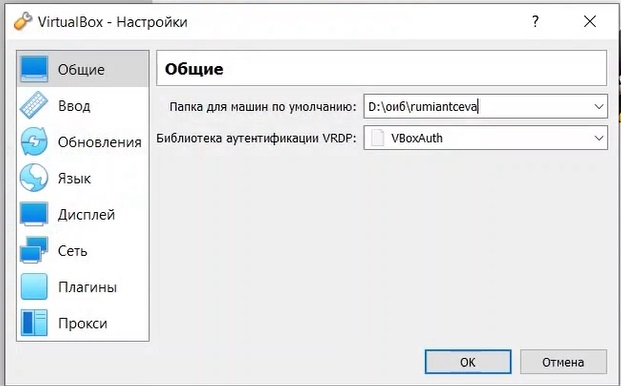 VirtualBox - Настройки
?
Общие
Ввод
Обновления
Язык
Дисплей
Сеть
Плагины
Прокси
Общие
Папка для машин по умолчанию: D:\оиб\rumiantceva
Библиотека аутентификации VRDP: VBoxAuth
OK Отмена